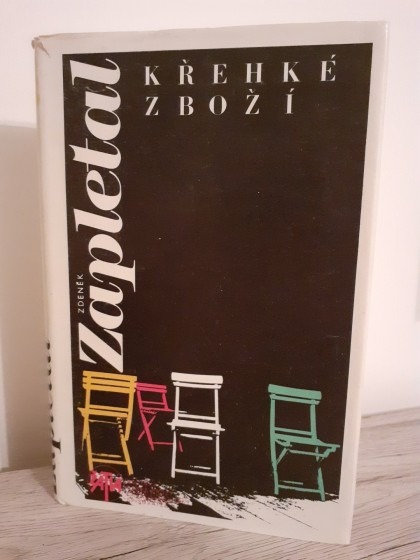 ZDENĚK
Zapletal
KŘEHKÉ
ZBOŽÍ